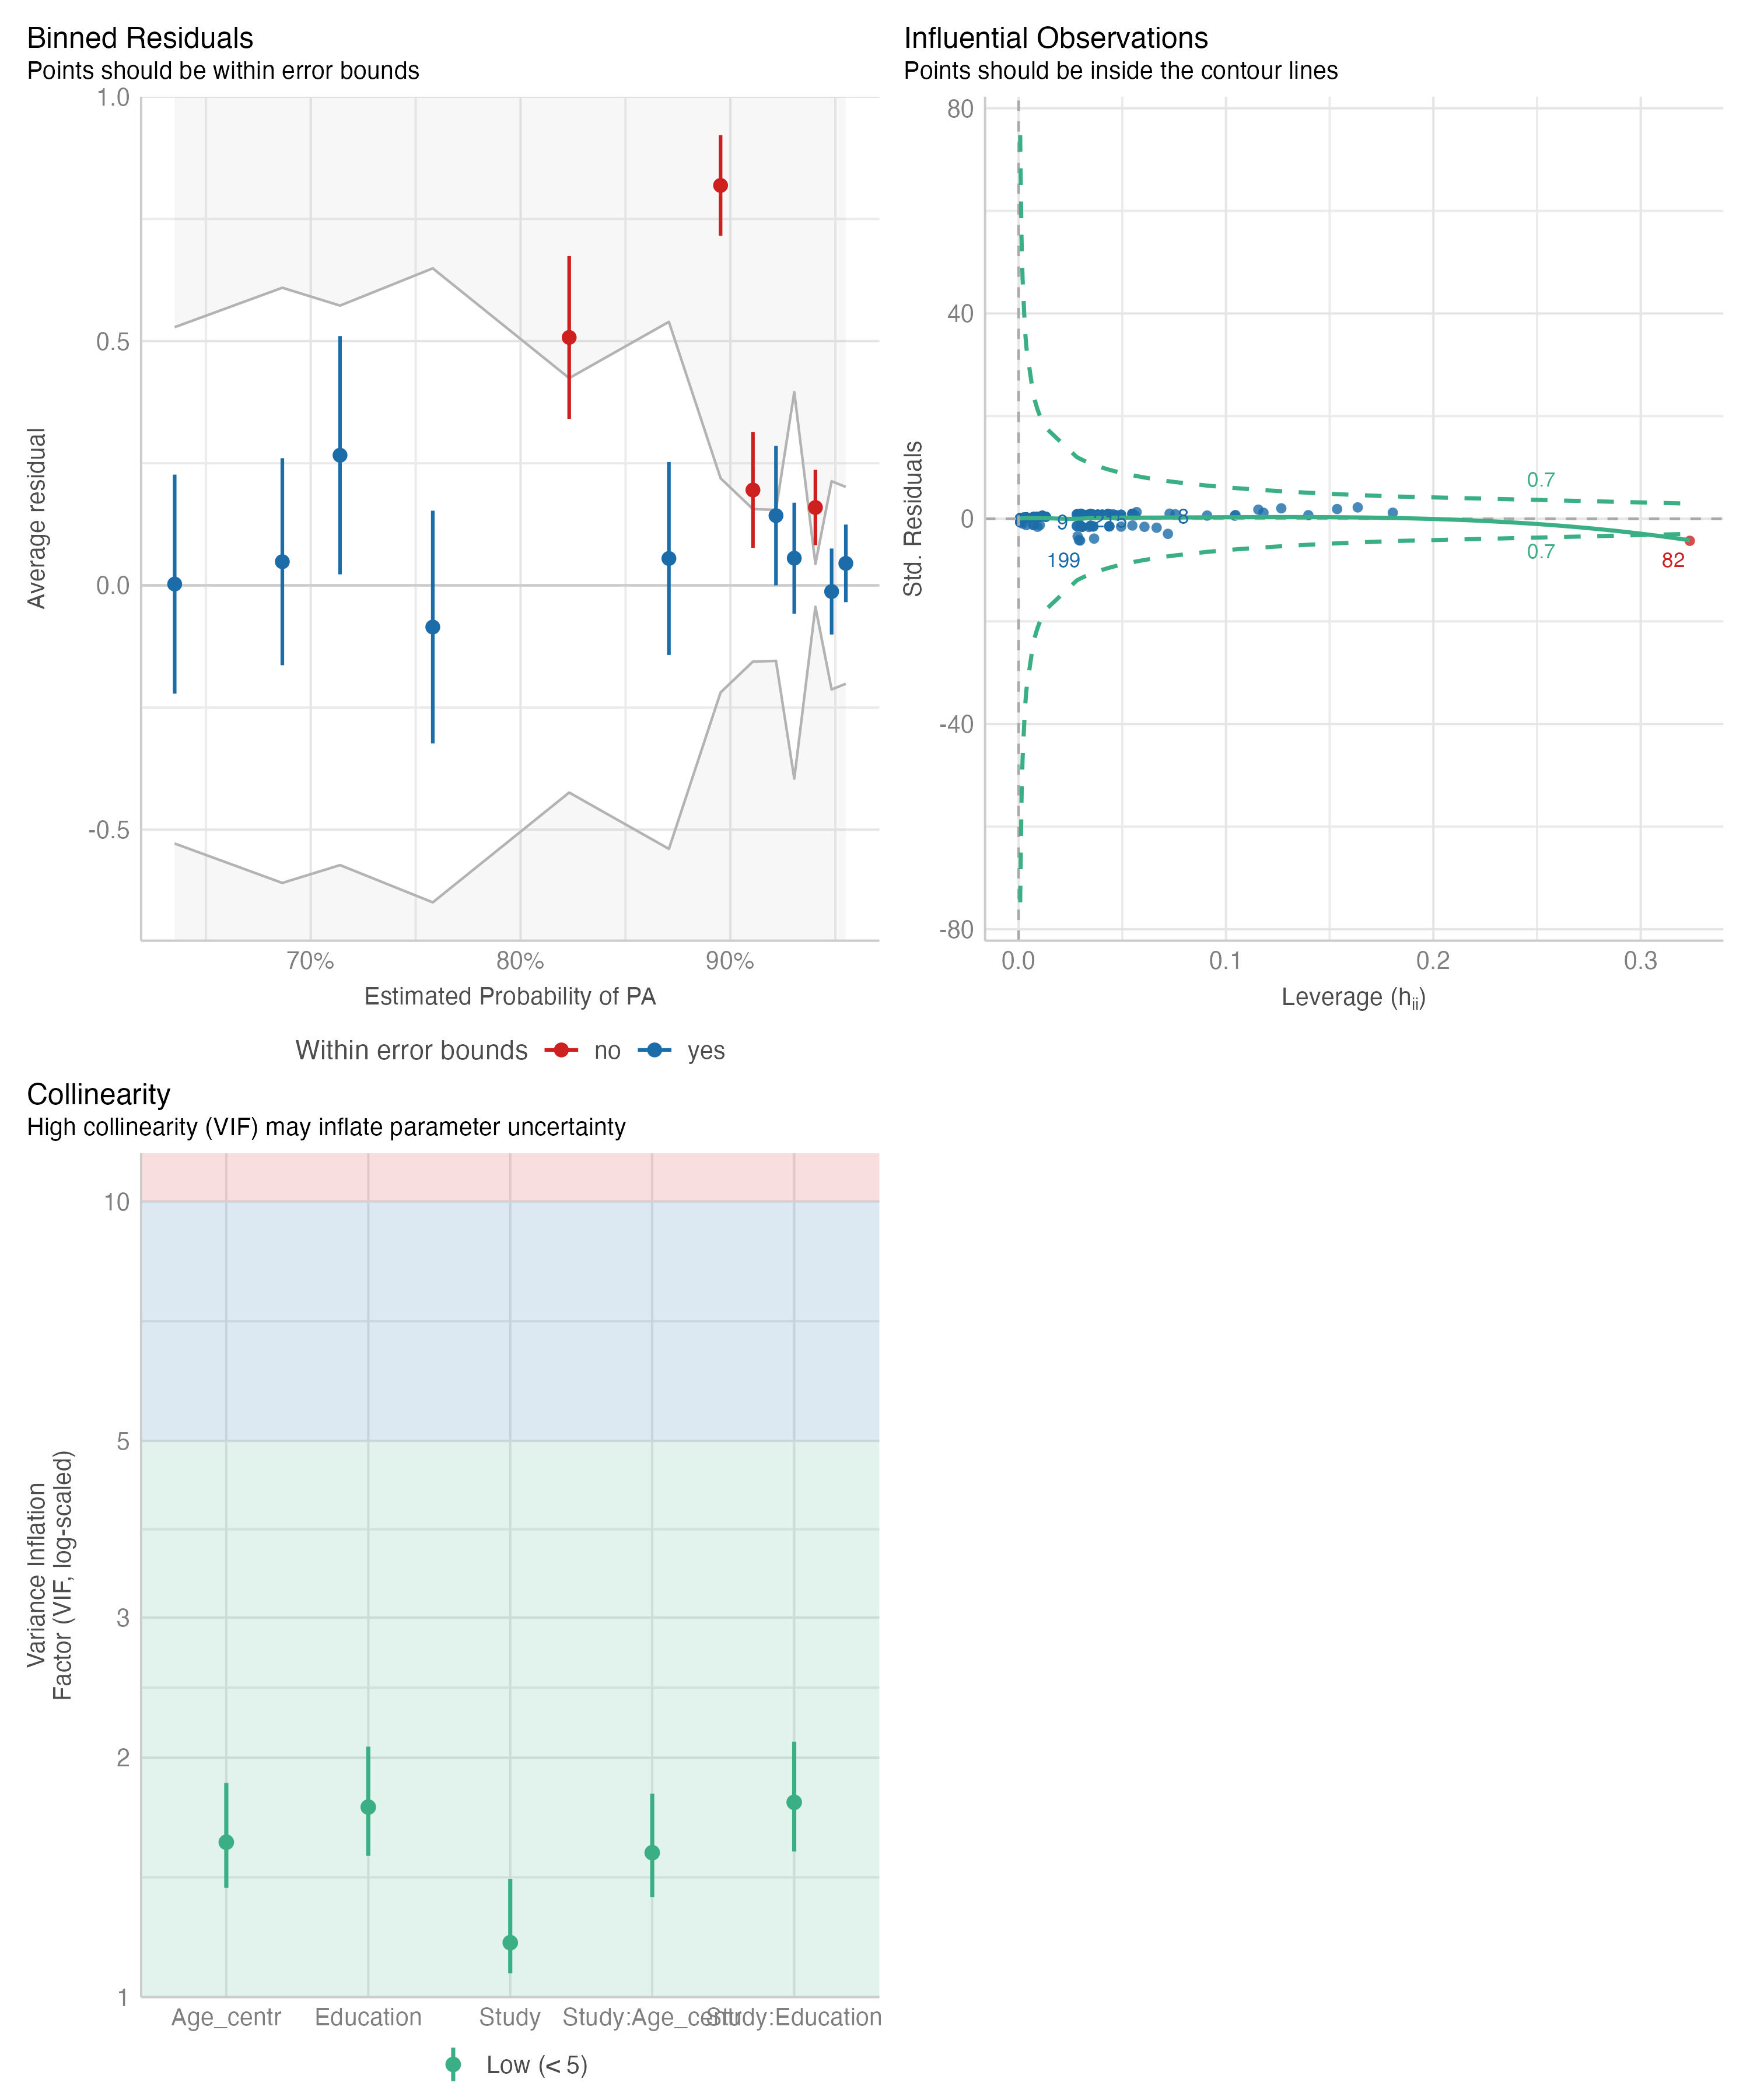 Binned Residuals
Points should be within error bounds
1.0
0.5
0.0
-0.5
Average residual
70%
80%
90%
Estimated Probability of PA
Within error bounds
no
yes
Influential Observations
Points should be inside the contour lines
80
40
0
-40
-80
Std. Residuals
0.7
0.7
199
82
0.0
0.1
0.2
0.3
Leverage (hii)
Collinearity
High collinearity (VIF) may inflate parameter uncertainty
10
5
3
2
1
Variance Inflation
Factor (VIF, log-scaled)
Age_centr
Education
Study
Study:Age_centr
Study:Education
Low (< 5)